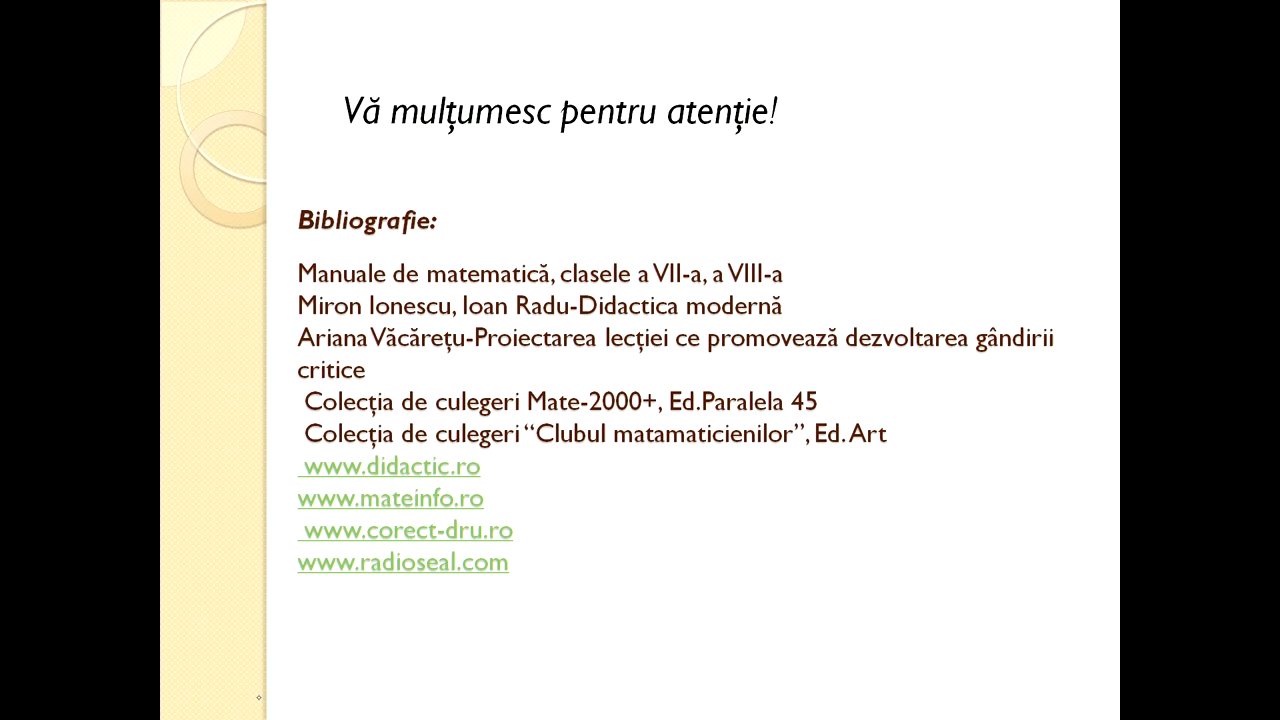 Vă mulțumesc pentru atenție!
Bibliografie:
Manuale de matematică, clasele a VII-a, a VIII-a
Miron Ionescu, Ioan Radu-Didactica modernă
Ariana Văcărețu-Proiectarea lecției ce promovează dezvoltarea gândirii
critice
Colecția de culegeri Mate-2000+, Ed.Paralela 45
Colecția de culegeri “Clubul matamaticienilor”, Ed. Art
www.didactic.ro
www.mateinfo.ro
www.corect-dru.ro
www.radioseal.com